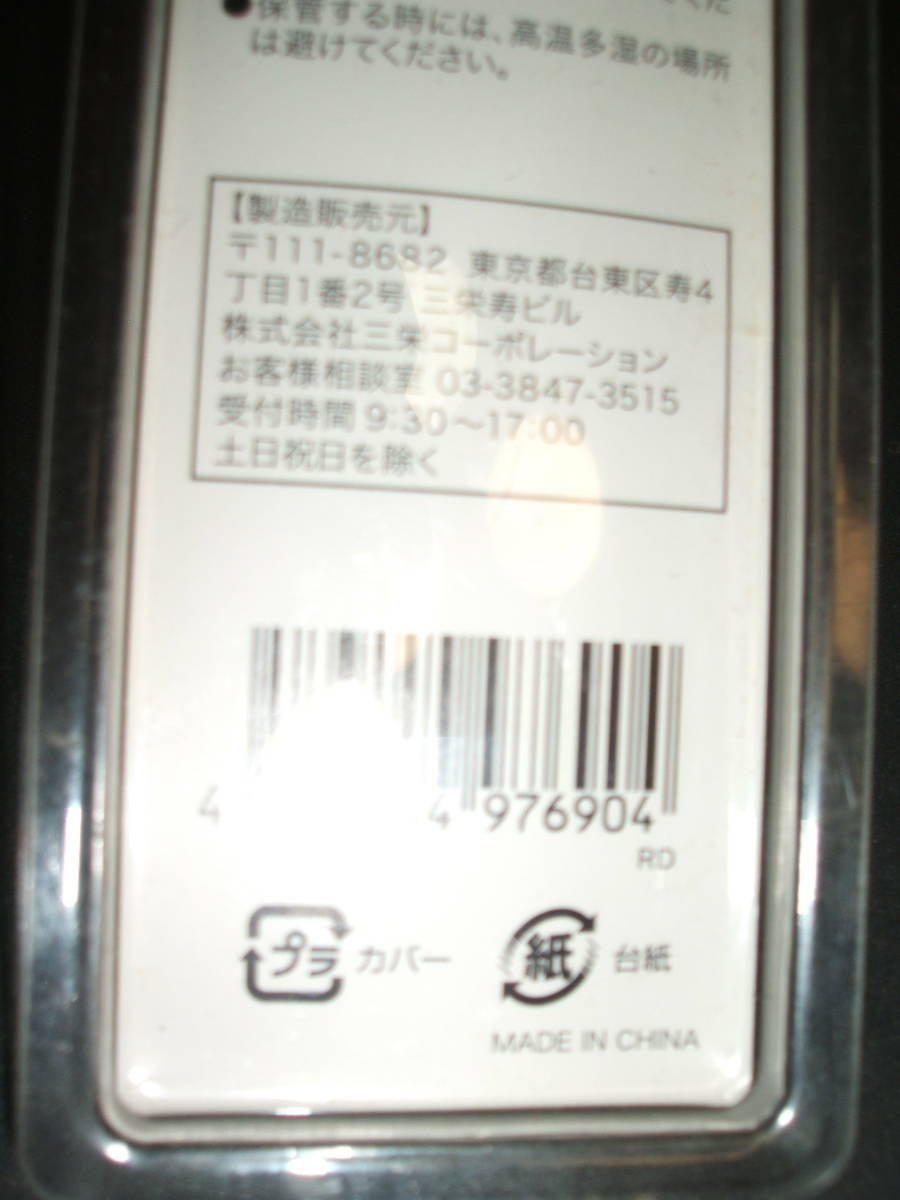 くだ
●保管する時には、高温多湿の場所
は避けてください。
【製造販売元】
〒111-8682 東京都台東区寿4
丁目1番2号 三栄寿ビル
株式会社三栄コーポレーション
お客様相談室 03-3847-3515
受付時間 9:30～17:00
土日祝日を除く
4 4 976904
RD
プラ カバー 紙 台紙
MADE IN CHINA